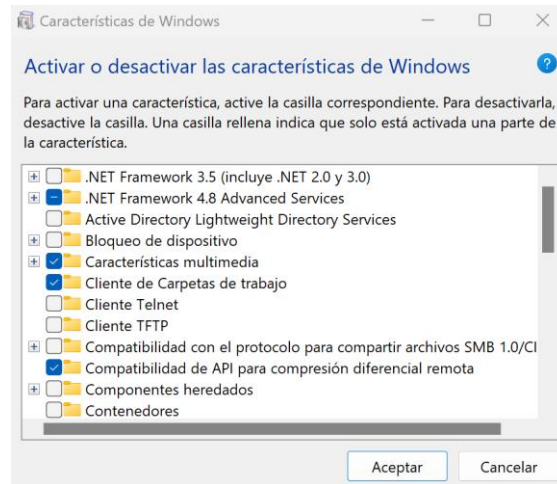 Características de Windows
Activar o desactivar las características de Windows
?
Para activar una característica, active la casilla correspondiente. Para desactivarla,
desactive la casilla. Una casilla rellena indica que solo está activada una parte de
la característica.
.NET Framework 3.5 (incluye .NET 2.0 y 3.0)
.NET Framework 4.8 Advanced Services
Active Directory Lightweight Directory Services
Bloqueo de dispositivo
Características multimedia
Cliente de Carpetas de trabajo
Cliente Telnet
Cliente TFTP
Compatibilidad con el protocolo para compartir archivos SMB 1.0/CI
Compatibilidad de API para compresión diferencial remota
Componentes heredados
Contenedores
Aceptar
Cancelar